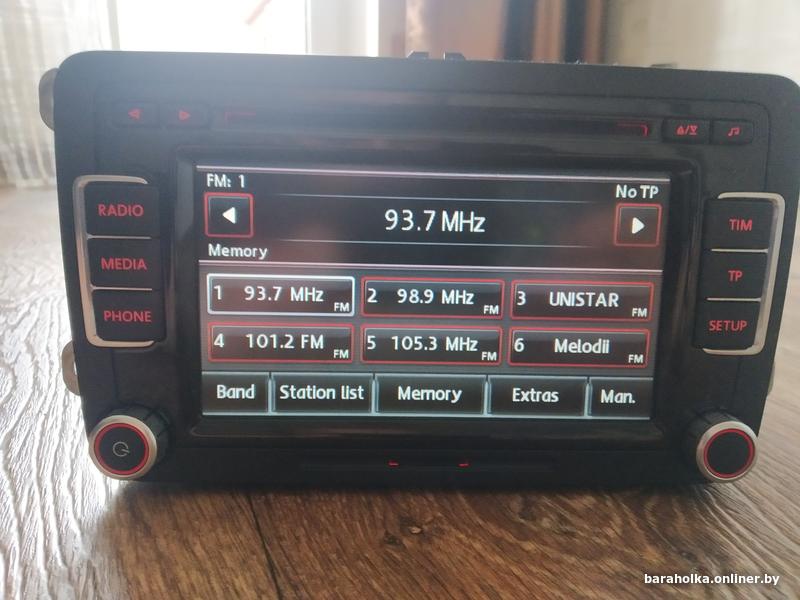 FM: 1
No TP
93.7 MHz
Memory
1 93.7 MHz FM
2 98.9 MHz FM
3 UNISTAR FM
4 101.2 FM FM
5 105.3 MHz FM
6 Melodii FM
Band
Station list
Memory
Extras
Man.
RADIO
MEDIA
PHONE
TIM
TP
SETUP
baraholka.onliner.by